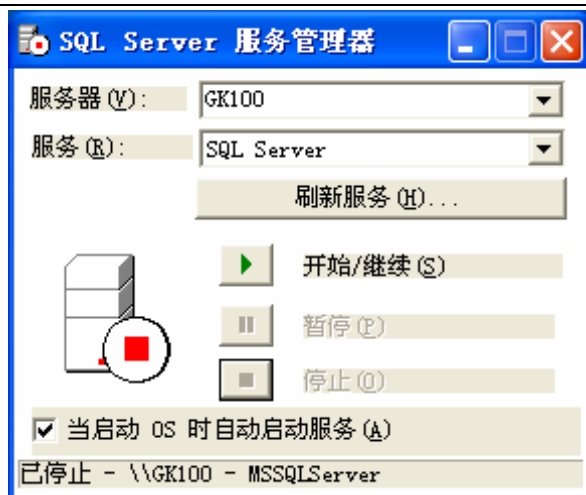 SQL Server 服务管理器
服务器(V):
GK100
服务(R):
SQL Server
刷新服务(H)...
开始/继续(S)
暂停(P)
停止(O)
当启动 OS 时自动启动服务(A)
已停止 - \\GK100 - MSSQLServer